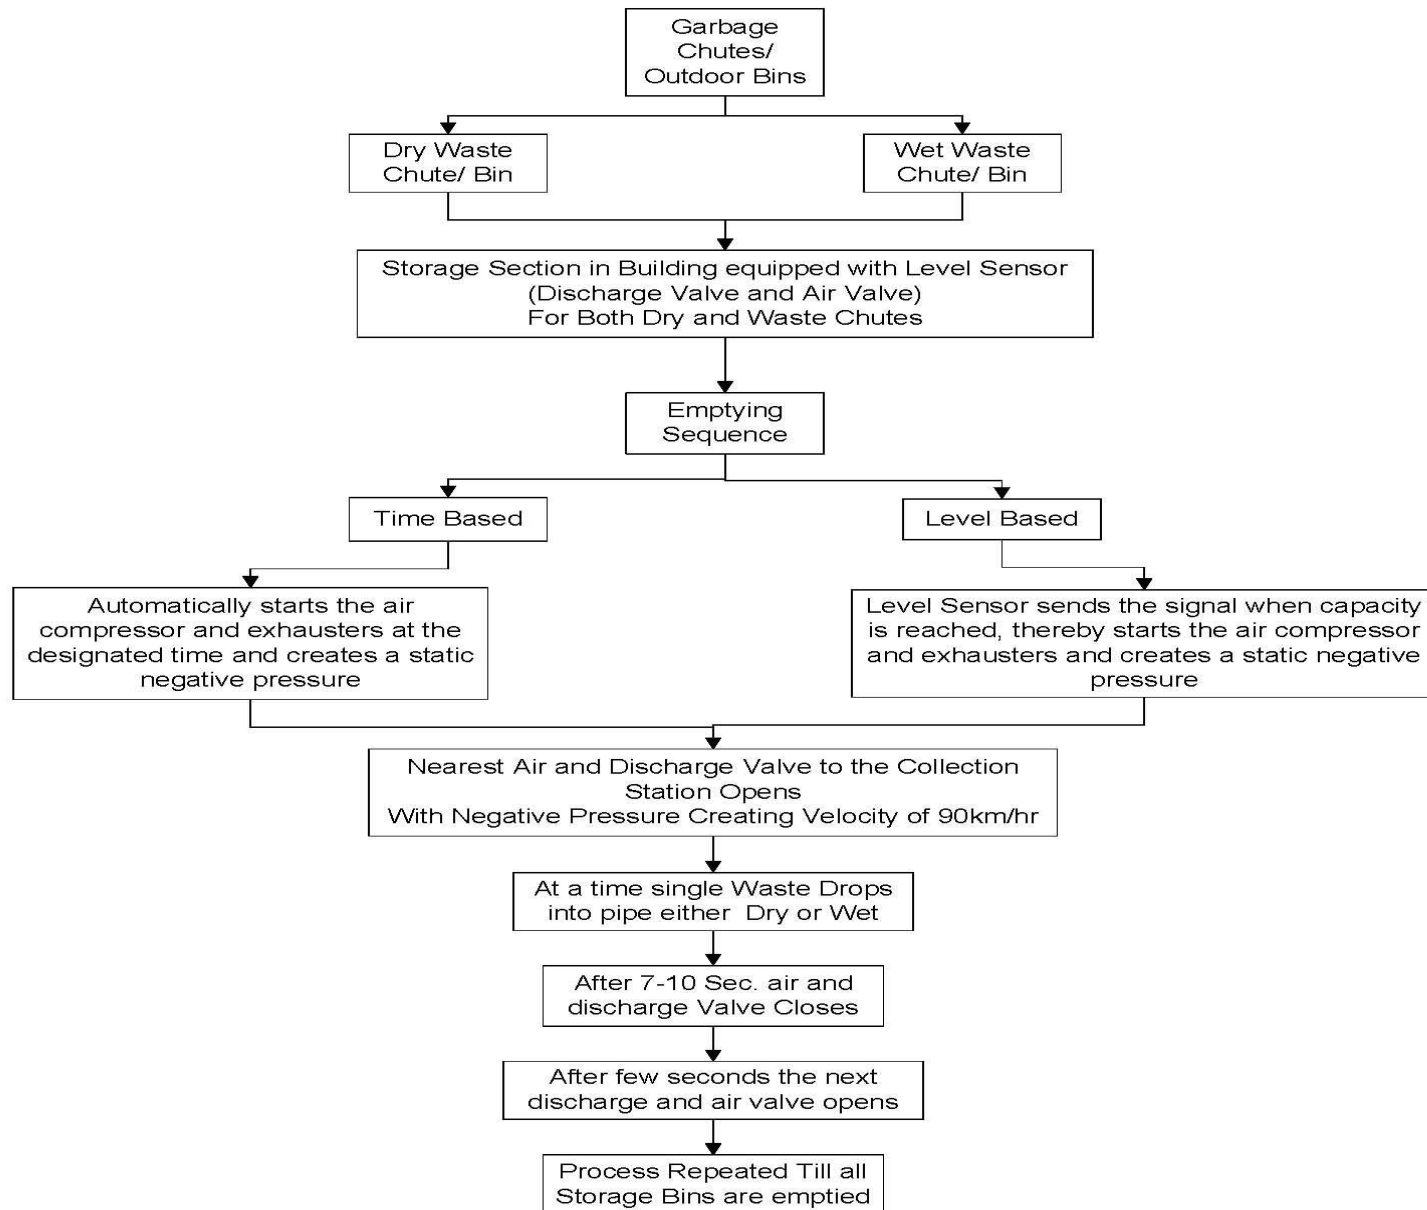 Garbage
Chutes/
Outdoor Bins
Dry Waste
Chute/ Bin
Wet Waste
Chute/ Bin
Storage Section in Building equipped with Level Sensor
(Discharge Valve and Air Valve)
For Both Dry and Waste Chutes
Emptying
Sequence
Time Based
Level Based
Automatically starts the air
compressor and exhausters at the
designated time and creates a static
negative pressure
Level Sensor sends the signal when capacity
is reached, thereby starts the air compressor
and exhausters and creates a static negative
pressure
Nearest Air and Discharge Valve to the Collection
Station Opens
With Negative Pressure Creating Velocity of 90km/hr
At a time single Waste Drops
into pipe either Dry or Wet
After 7-10 Sec. air and
discharge Valve Closes
After few seconds the next
discharge and air valve opens
Process Repeated Till all
Storage Bins are emptied